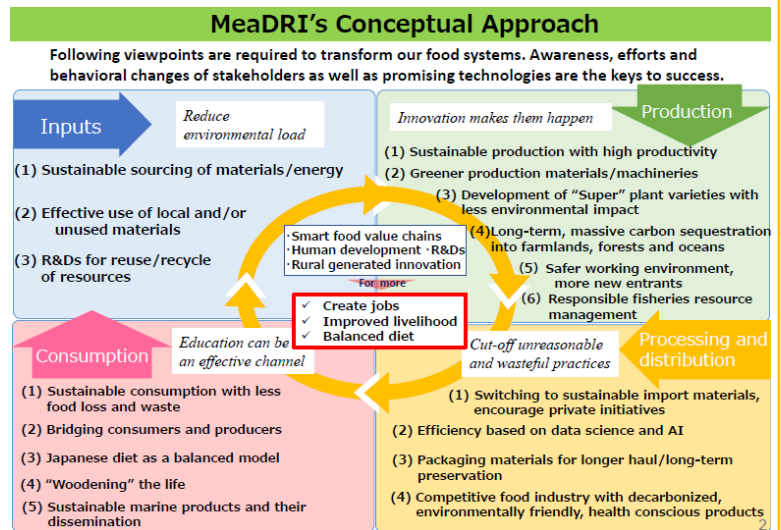 MeaDRI's Conceptual Approach
Following viewpoints are required to transform our food systems. Awareness, efforts and
behavioral changes of stakeholders as well as promising technologies are the keys to success.
Inputs
Reduce
environmental load
(1) Sustainable sourcing of materials/energy
(2) Effective use of local and/or
unused materials
(3) R&Ds for reuse/recycle
of resources
Innovation makes them happen
Production
(1) Sustainable production with high productivity
(2) Greener production materials/machineries
(3) Development of "Super" plant varieties with
less environmental impact
(4)Long-term, massive carbon sequestration
into farmlands, forests and oceans
(5) Safer working environment,
more new entrants
(6) Responsible fisheries resource
management
·Smart food value chains
·Human development ·R&Ds
·Rural generated innovation
For more
✓ Create jobs
✓ Improved livelihood
✓ Balanced diet
Consumption
Education can be
an effective channel
(1) Sustainable consumption with less
food loss and waste
(2) Bridging consumers and producers
(3) Japanese diet as a balanced model
(4) "Woodening" the life
(5) Sustainable marine products and their
dissemination
Cut-off unreasonable
and wasteful practices
Processing and
distribution
(1) Switching to sustainable import materials,
encourage private initiatives
(2) Efficiency based on data science and AI
(3) Packaging materials for longer haul/long-term
preservation
(4) Competitive food industry with decarbonized,
environmentally friendly, health conscious products
2